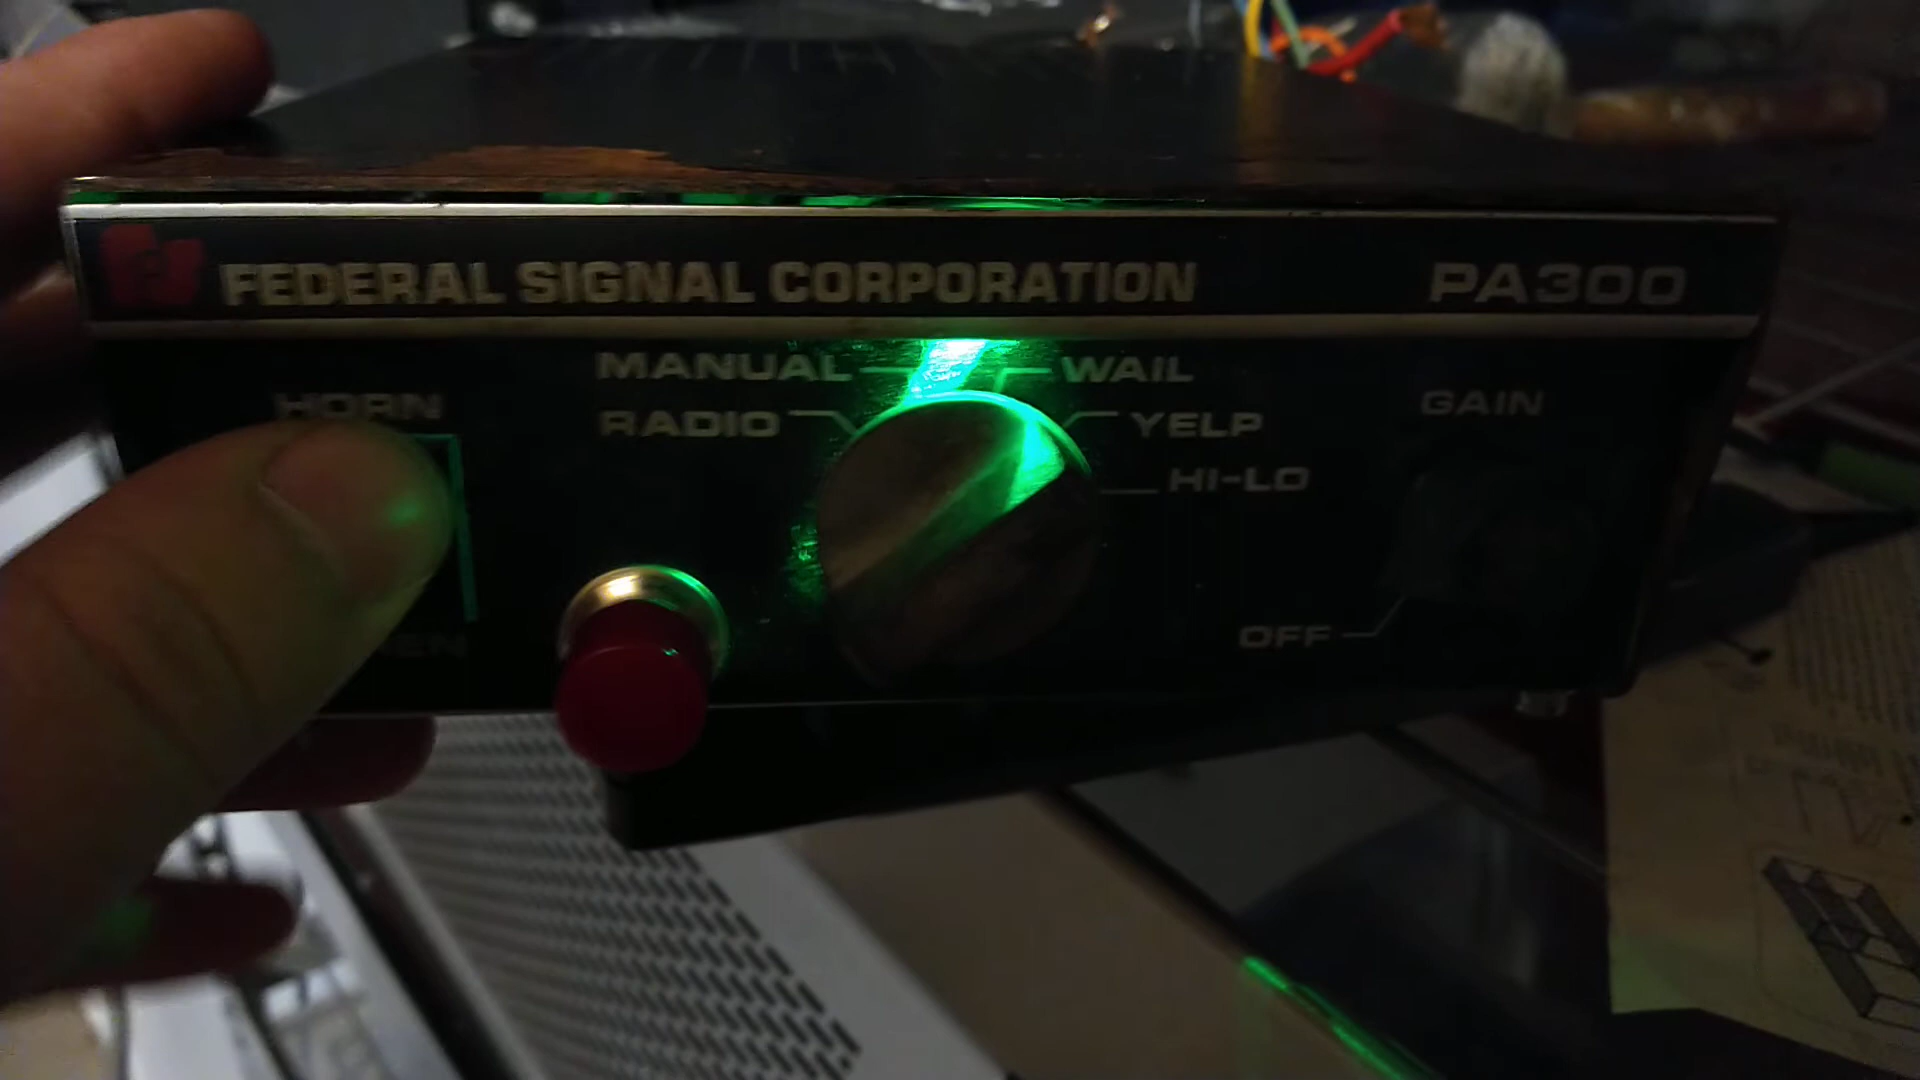 FEDERAL SIGNAL CORPORATION PA300
MANUAL WAIL
HORN RADIO YELP GAIN
HI-LO
OFF